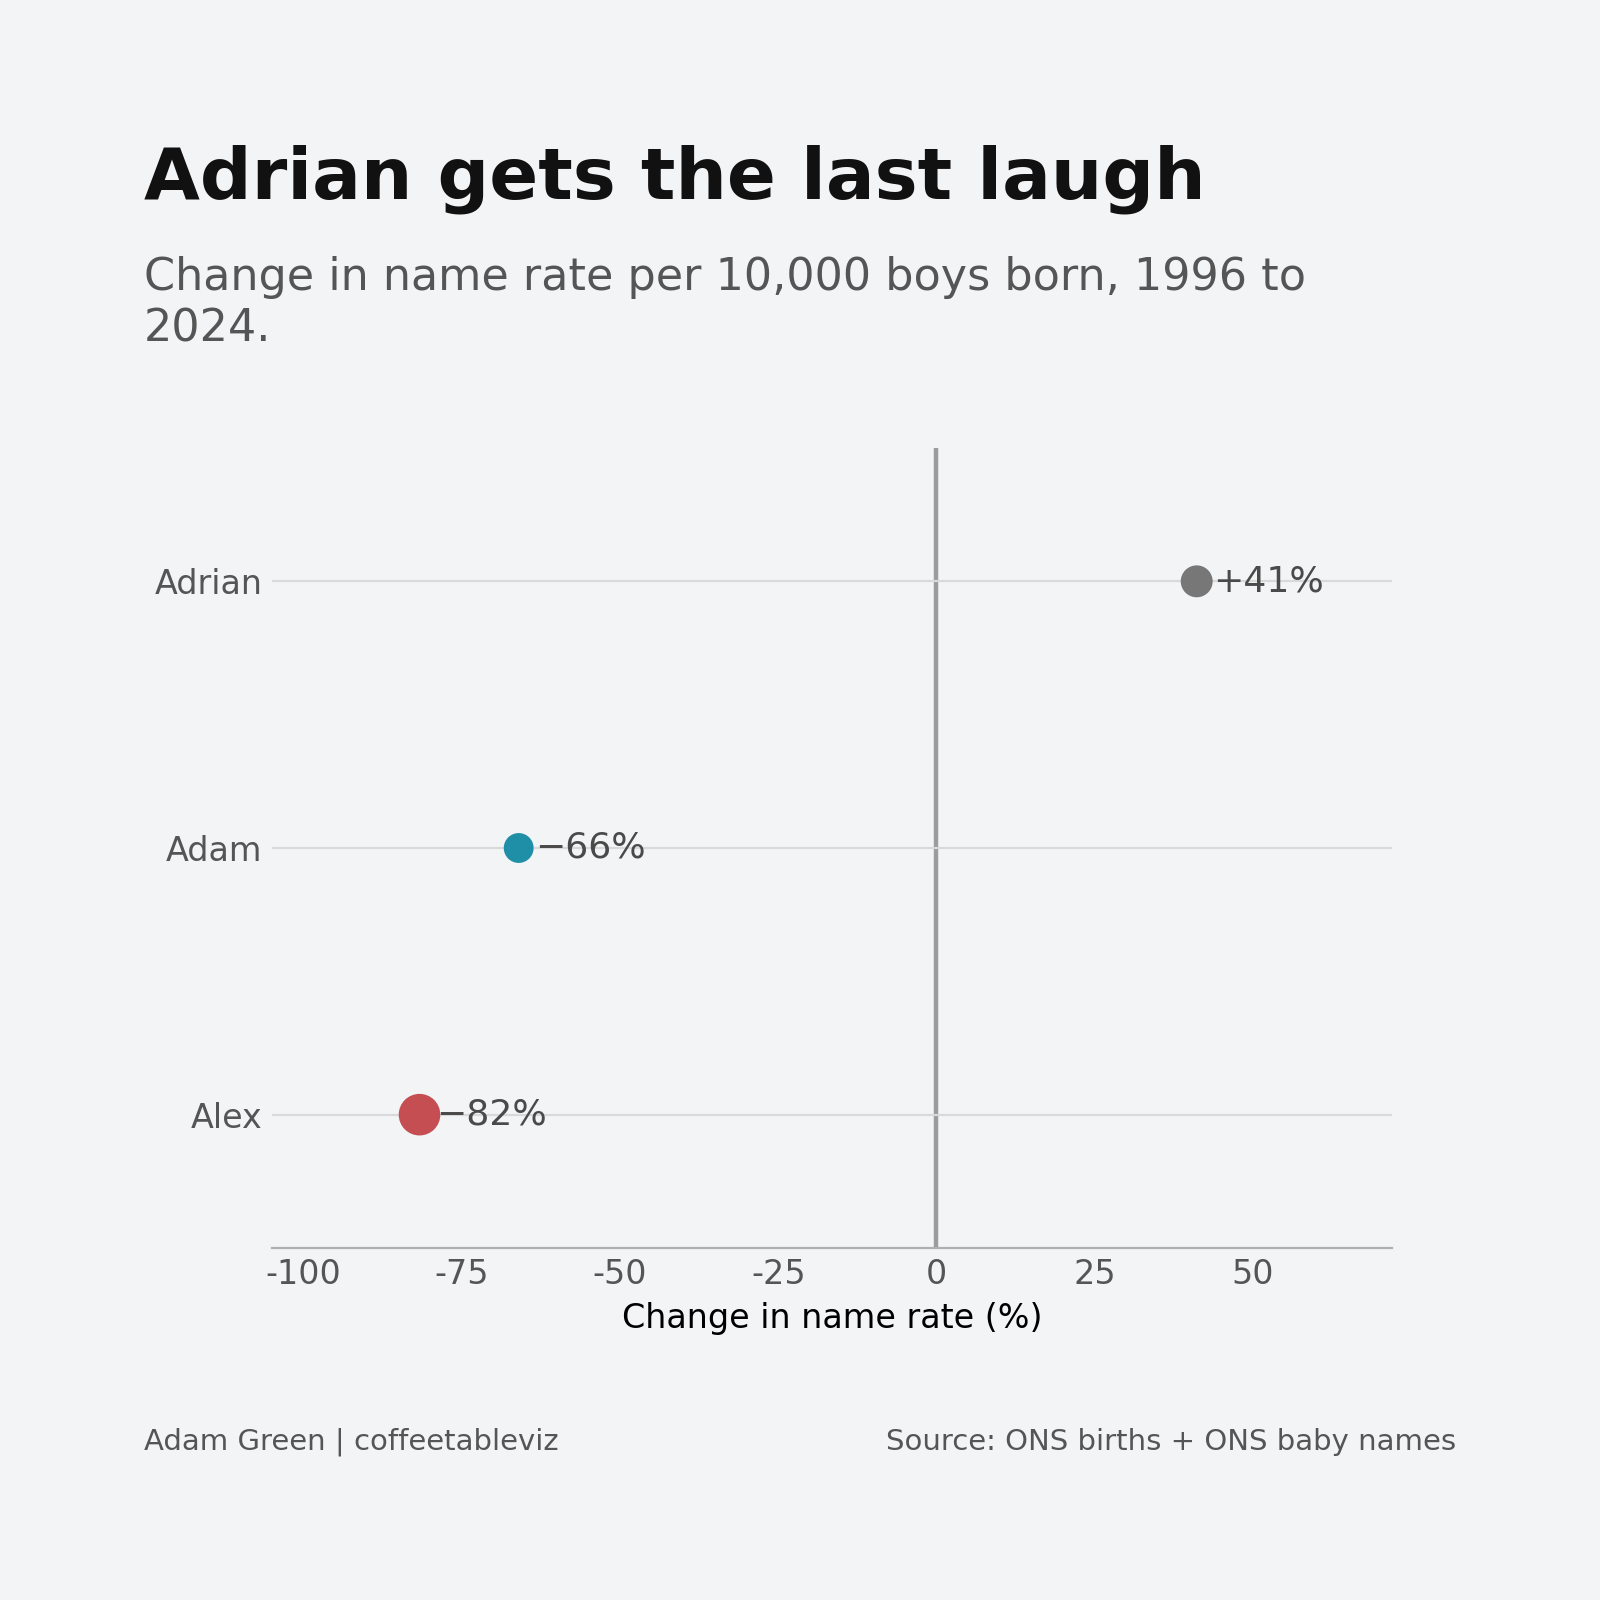 Adrian gets the last laugh
Change in name rate per 10,000 boys born, 1996 to
2024.
Adrian
+41%
Adam
−66%
Alex
−82%
-100
-75
-50
-25
0
25
50
Change in name rate (%)
Adam Green | coffeetableviz
Source: ONS births + ONS baby names